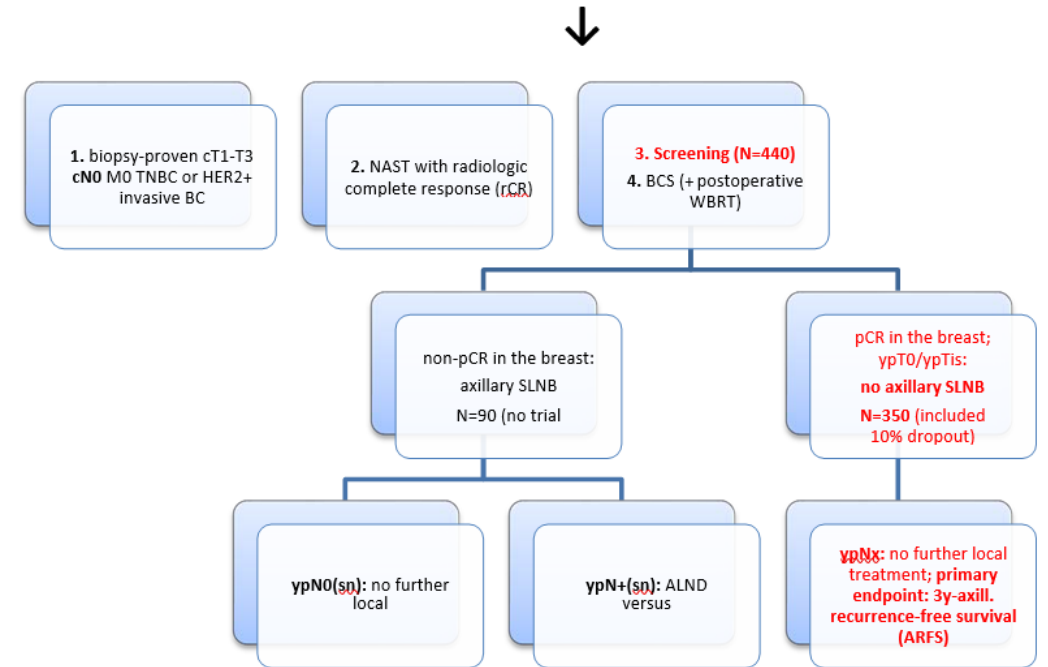 1. biopsy-proven cT1-T3
cN0 M0 TNBC or HER2+
invasive BC
2. NAST with radiologic
complete response (rCR)
3. Screening (N=440)
4. BCS (+ postoperative
WBRT)
non-pCR in the breast:
axillary SLNB
N=90 (no trial
pCR in the breast;
ypT0/ypTis:
no axillary SLNB
N=350 (included
10% dropout)
ypN0(sn): no further
local
ypN+(sn): ALND
versus
ypNx: no further local
treatment; primary
endpoint: 3y-axill.
recurrence-free survival
(ARFS)